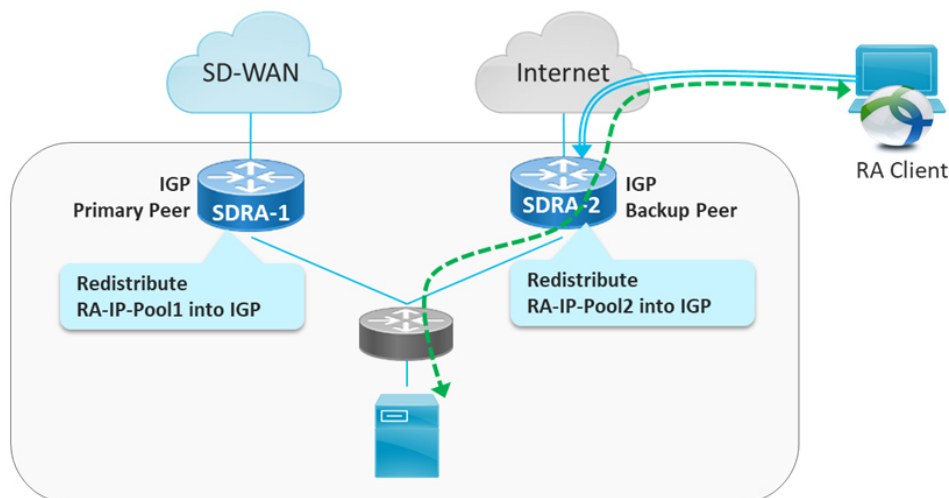 SD-WAN
Internet
RA Client
IGP
Primary Peer
SDRA-1
SDRA-2
IGP
Backup Peer
Redistribute
RA-IP-Pool1 into IGP
Redistribute
RA-IP-Pool2 into IGP